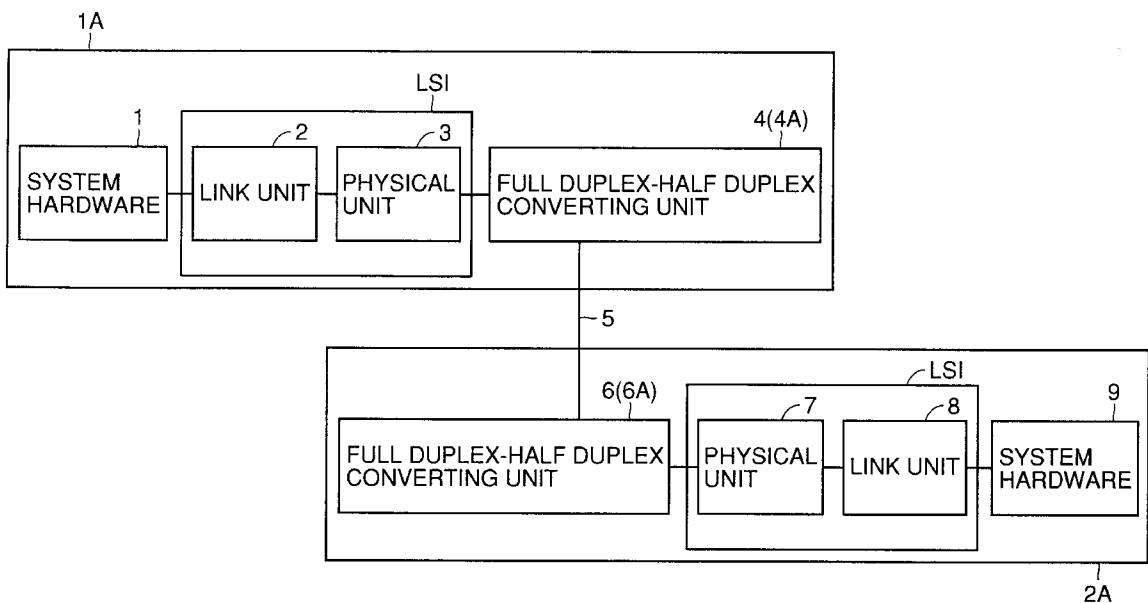 1A
LSI
1
2
3
4(4A)
SYSTEM
HARDWARE
LINK UNIT
PHYSICAL
UNIT
FULL DUPLEX-HALF DUPLEX
CONVERTING UNIT
5
LSI
6(6A)
7
8
9
FULL DUPLEX-HALF DUPLEX
CONVERTING UNIT
PHYSICAL
UNIT
LINK UNIT
SYSTEM
HARDWARE
2A